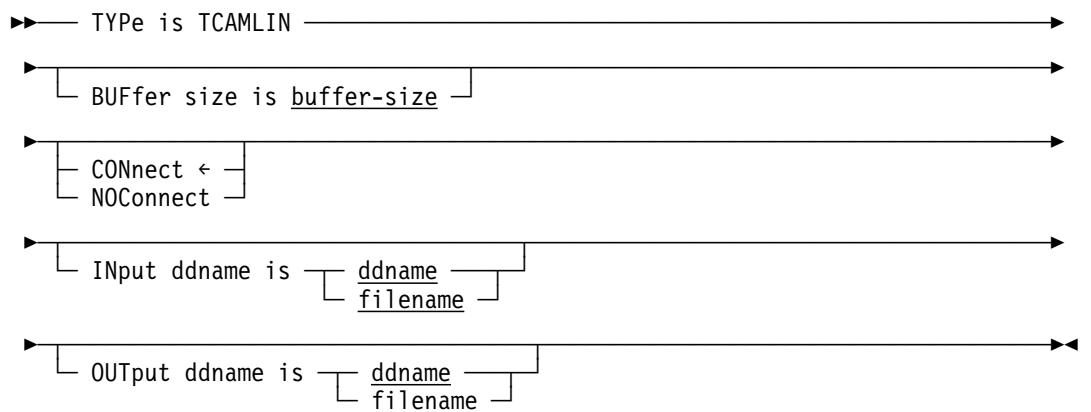 TYPe is TCAMLIN
BUFfer size is buffer-size
CONnect ←
NOConnect
INput ddname is ddname
filename
OUTput ddname is ddname
filename